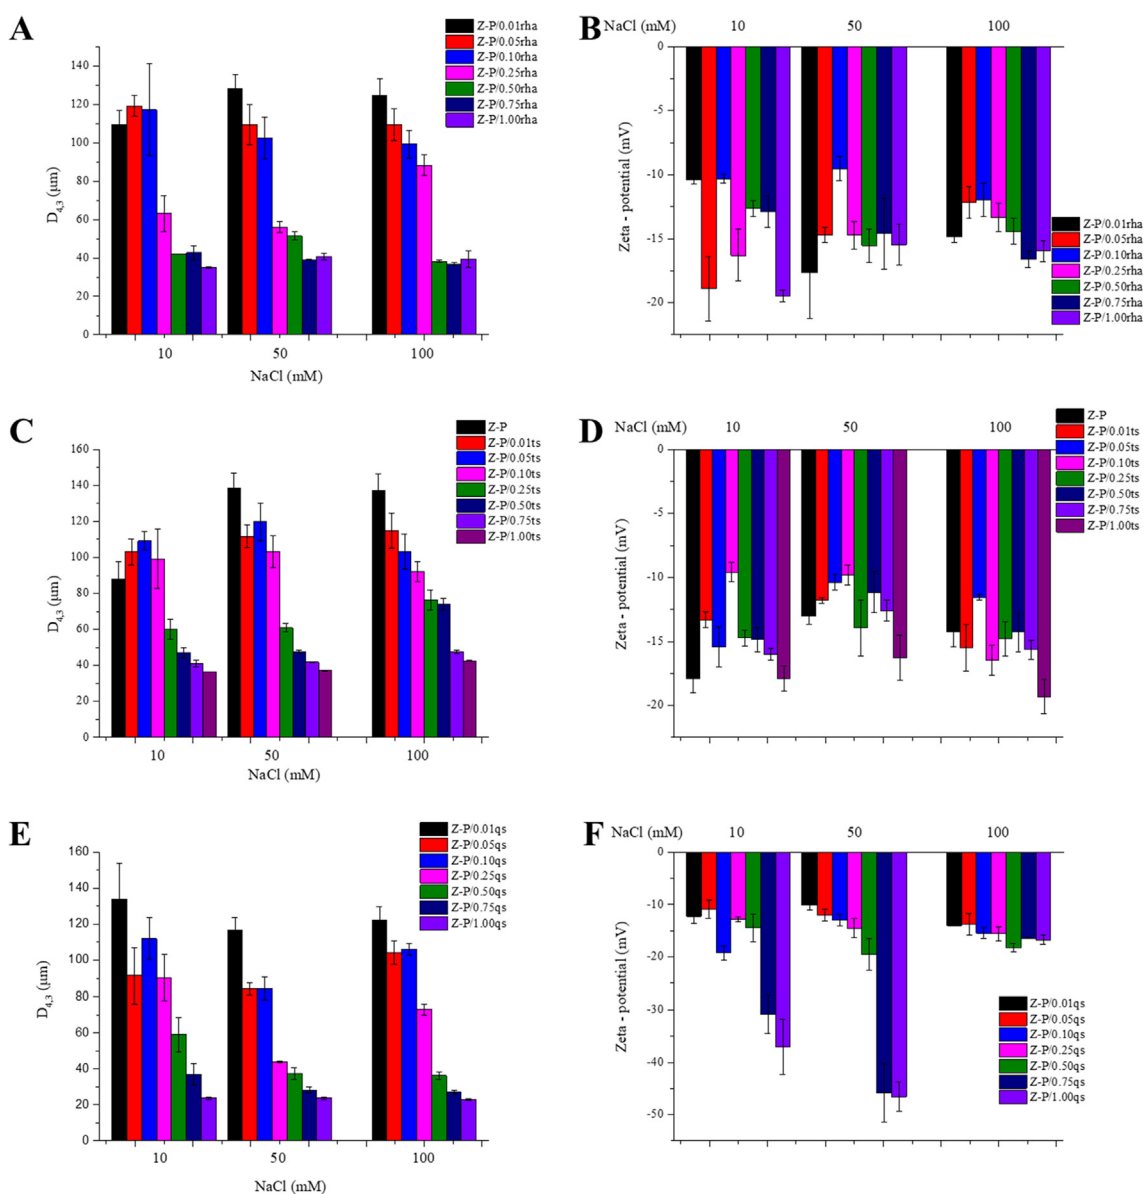 A
Z-P/0.01rha
Z-P/0.05rha
Z-P/0.10rha
Z-P/0.25rha
Z-P/0.50rha
Z-P/0.75rha
Z-P/1.00rha
140
120
100
80
60
40
20
0
D4,3 (μm)
10 50 100
NaCl (mM)
B
NaCl (mM) 10 50 100
0
-5
-10
-15
-20
Zeta - potential (mV)
Z-P/0.01rha
Z-P/0.05rha
Z-P/0.10rha
Z-P/0.25rha
Z-P/0.50rha
Z-P/0.75rha
Z-P/1.00rha
C
Z-P
Z-P/0.01ts
Z-P/0.05ts
Z-P/0.10ts
Z-P/0.25ts
Z-P/0.50ts
Z-P/0.75ts
Z-P/1.00ts
160
140
120
100
80
60
40
20
0
D4,3 (μm)
10 50 100
NaCl (mM)
D
NaCl (mM) 10 50 100
Z-P
Z-P/0.01ts
Z-P/0.05ts
Z-P/0.10ts
Z-P/0.25ts
Z-P/0.50ts
Z-P/0.75ts
Z-P/1.00ts
0
-5
-10
-15
-20
Zeta - potential (mV)
E
Z-P/0.01qs
Z-P/0.05qs
Z-P/0.10qs
Z-P/0.25qs
Z-P/0.50qs
Z-P/0.75qs
Z-P/1.00qs
160
140
120
100
80
60
40
20
0
D4,3 (μm)
10 50 100
NaCl (mM)
F
NaCl (mM) 10 50 100
0
-10
-20
-30
-40
-50
Zeta - potential (mV)
Z-P/0.01qs
Z-P/0.05qs
Z-P/0.10qs
Z-P/0.25qs
Z-P/0.50qs
Z-P/0.75qs
Z-P/1.00qs